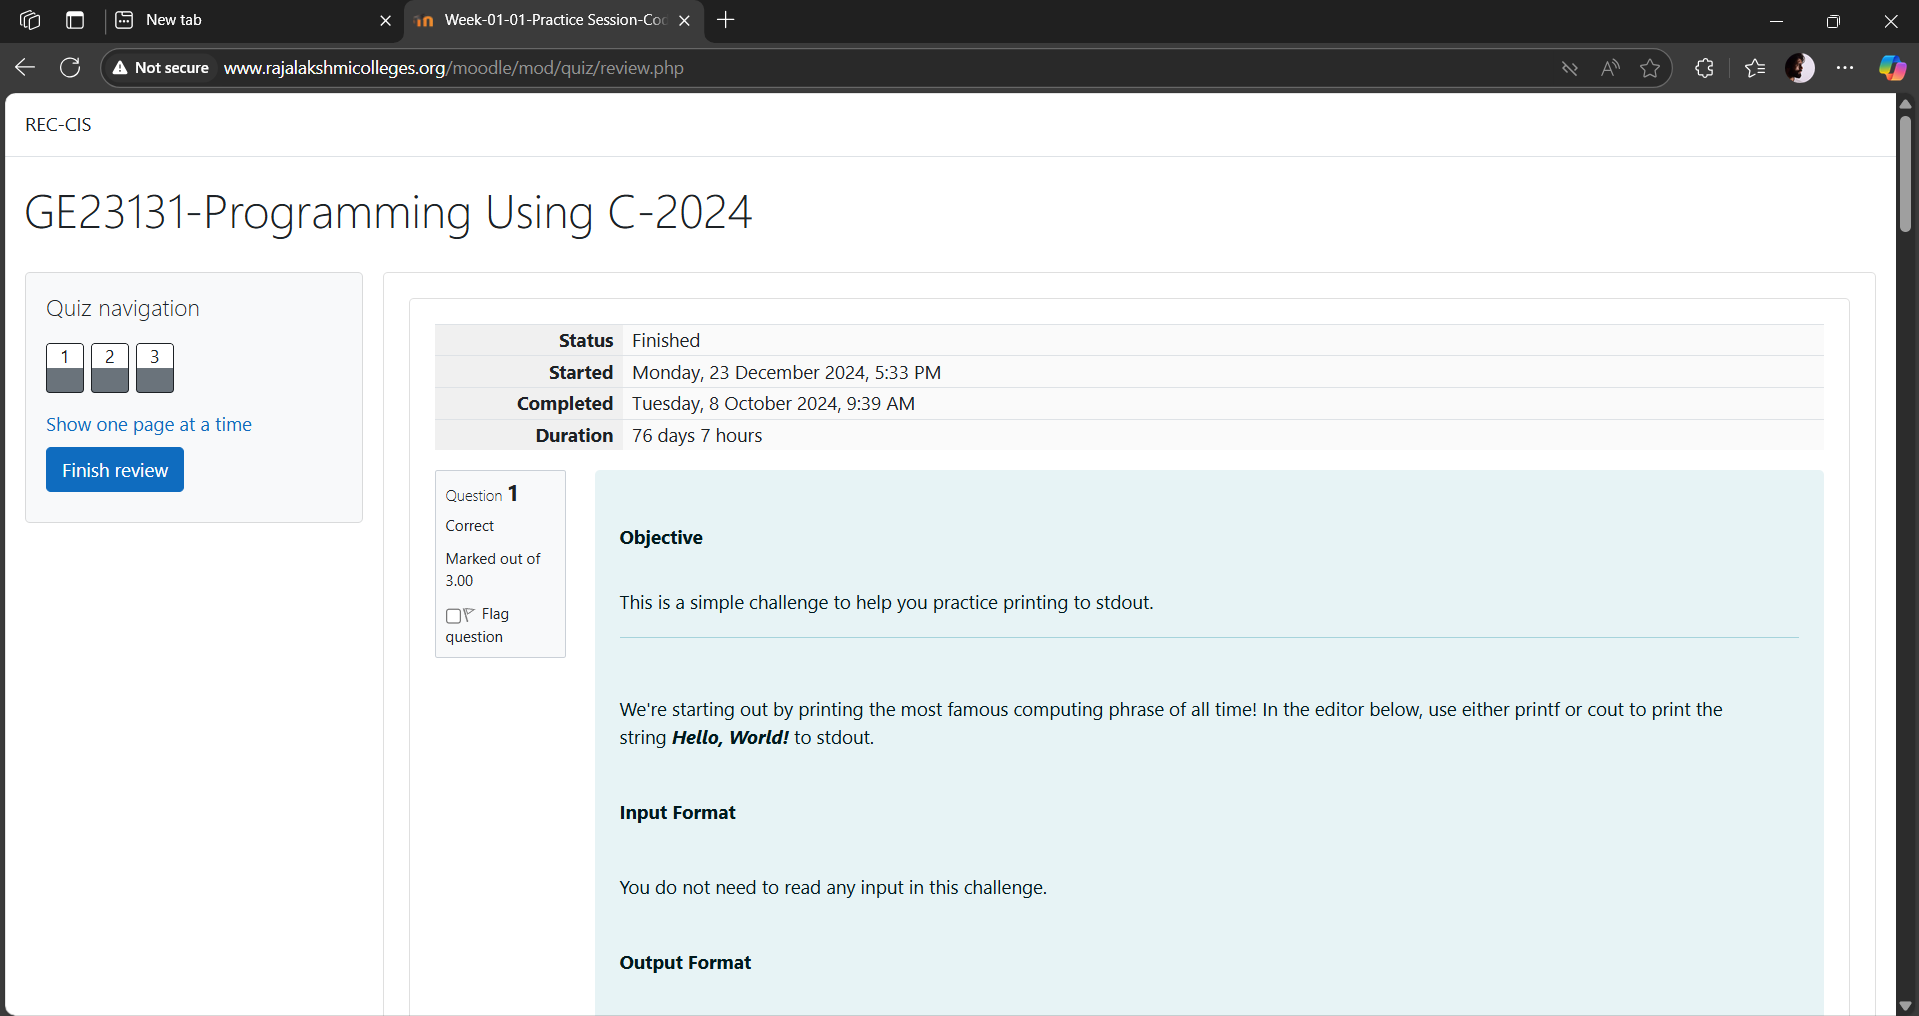 New tab
Week-01-01-Practice Session-Co
Not secure
www.rajalakshmicolleges.org/moodle/mod/quiz/review.php
REC-CIS
GE23131-Programming Using C-2024
Quiz navigation
1 2 3
Show one page at a time
Finish review
Status Finished
Started Monday, 23 December 2024, 5:33 PM
Completed Tuesday, 8 October 2024, 9:39 AM
Duration 76 days 7 hours
Question 1
Correct
Marked out of
3.00
Flag
question
Objective
This is a simple challenge to help you practice printing to stdout.
We're starting out by printing the most famous computing phrase of all time! In the editor below, use either printf or cout to print the
string Hello, World! to stdout.
Input Format
You do not need to read any input in this challenge.
Output Format